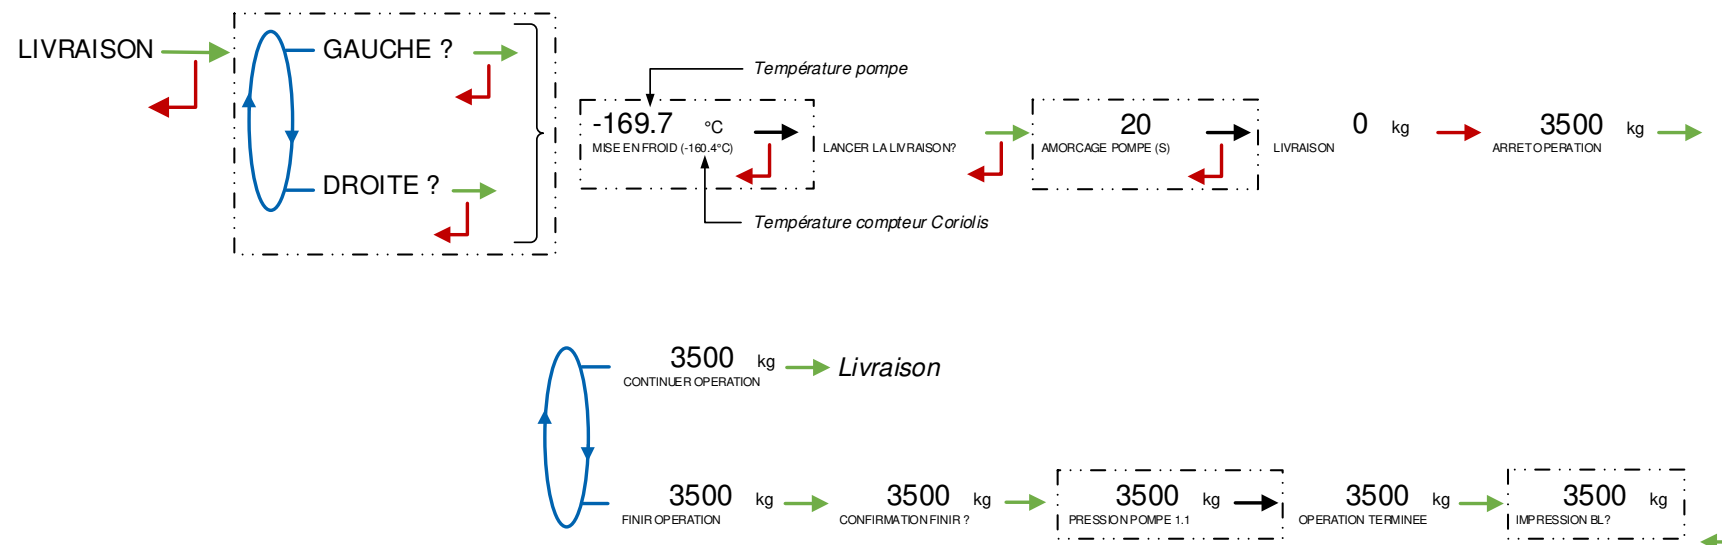 LIVRAISON
GAUCHE ?
DROITE ?
Température pompe
-169.7 °C
MISE EN FROID (-160.4°C)
Température compteur Coriolis
LANCER LA LIVRAISON?
20
AMORCAGE POMPE (S)
0 kg
LIVRAISON
3500 kg
ARRET OPERATION
3500 kg
CONTINUER OPERATION
Livraison
3500 kg
FINIR OPERATION
3500 kg
CONFIRMATION FINIR ?
3500 kg
PRESSION POMPE 1.1
3500 kg
OPERATION TERMINEE
3500 kg
IMPRESSION BL?